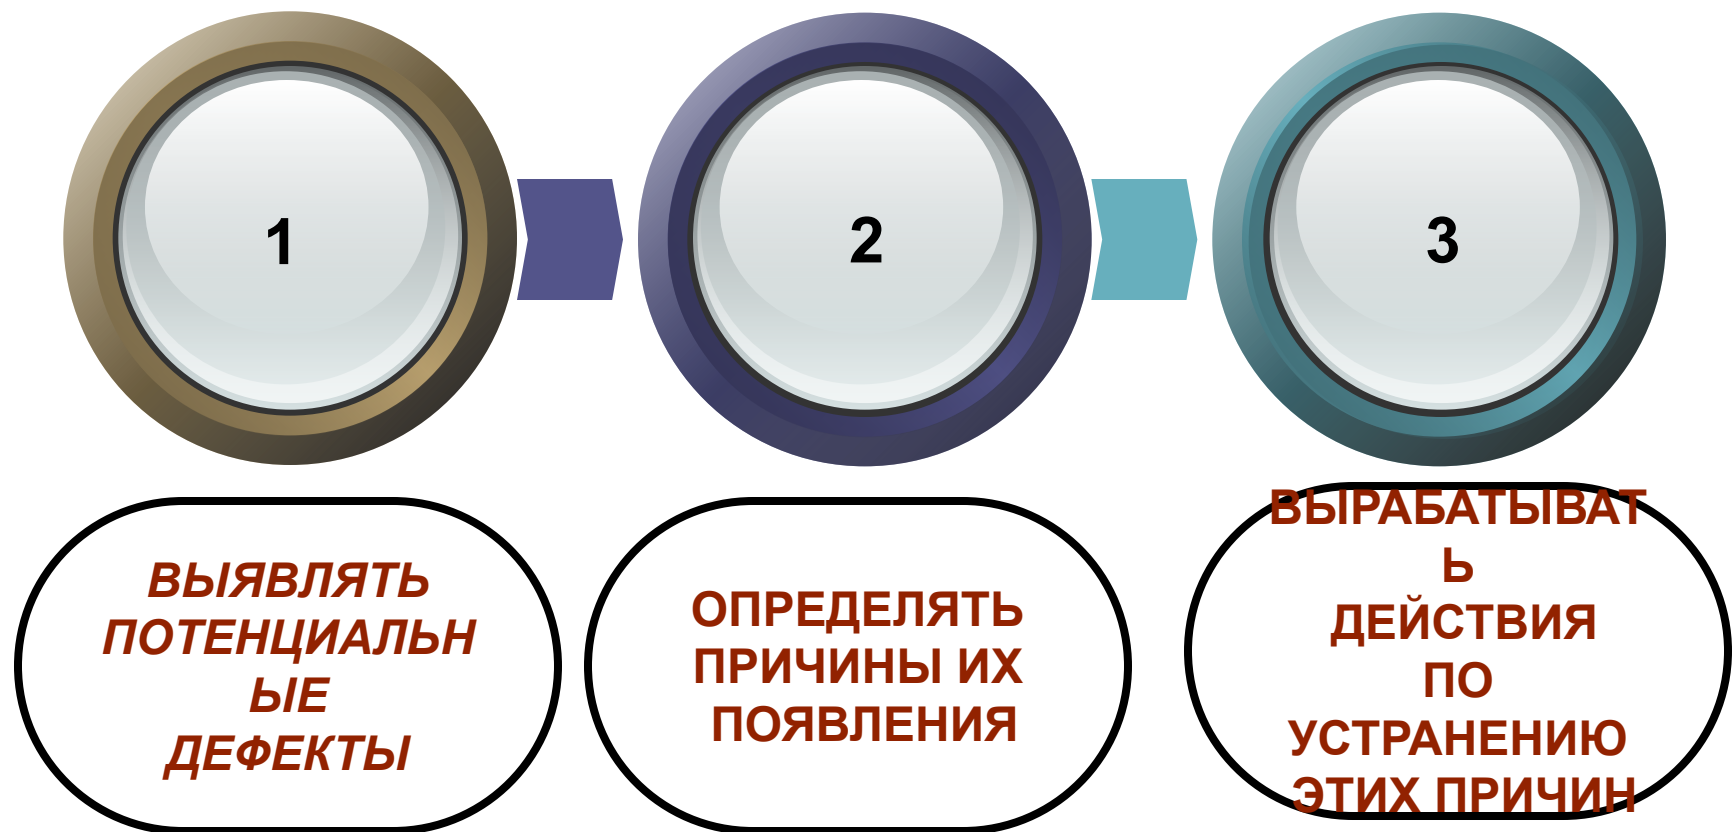 1
2
3
ВЫЯВЛЯТЬ
ПОТЕНЦИАЛЬН
ЫЕ
ДЕФЕКТЫ
ОПРЕДЕЛЯТЬ
ПРИЧИНЫ ИХ
ПОЯВЛЕНИЯ
ВЫРАБАТЫВАТ
Ь
ДЕЙСТВИЯ
ПО
УСТРАНЕНИЮ
ЭТИХ ПРИЧИН